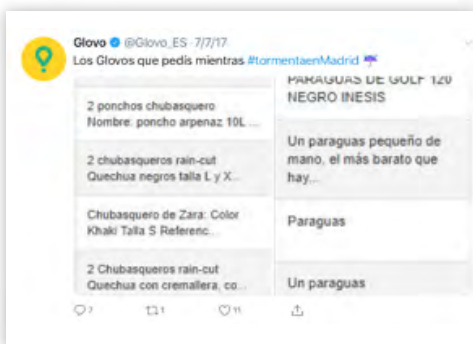 Glovo @Glovo_ES · 7/7/17
Los Glovos que pedís mientras #tormentaenMadrid ☔
2 ponchos chubasquero
Nombre: poncho arpenaz 10L ...
2 chubasqueros rain-cut
Quechua negros talla L y X...
Chubasquero de Zara: Color
Khaki Talla S Referenc...
2 Chubasqueros rain-cut
Quechua con cremallera, co...
PARAGUAS DE GOLF 120
NEGRO INESIS
Un paraguas pequeño de
mano, el más barato que
hay...
Paraguas
Un paraguas
7 1 11